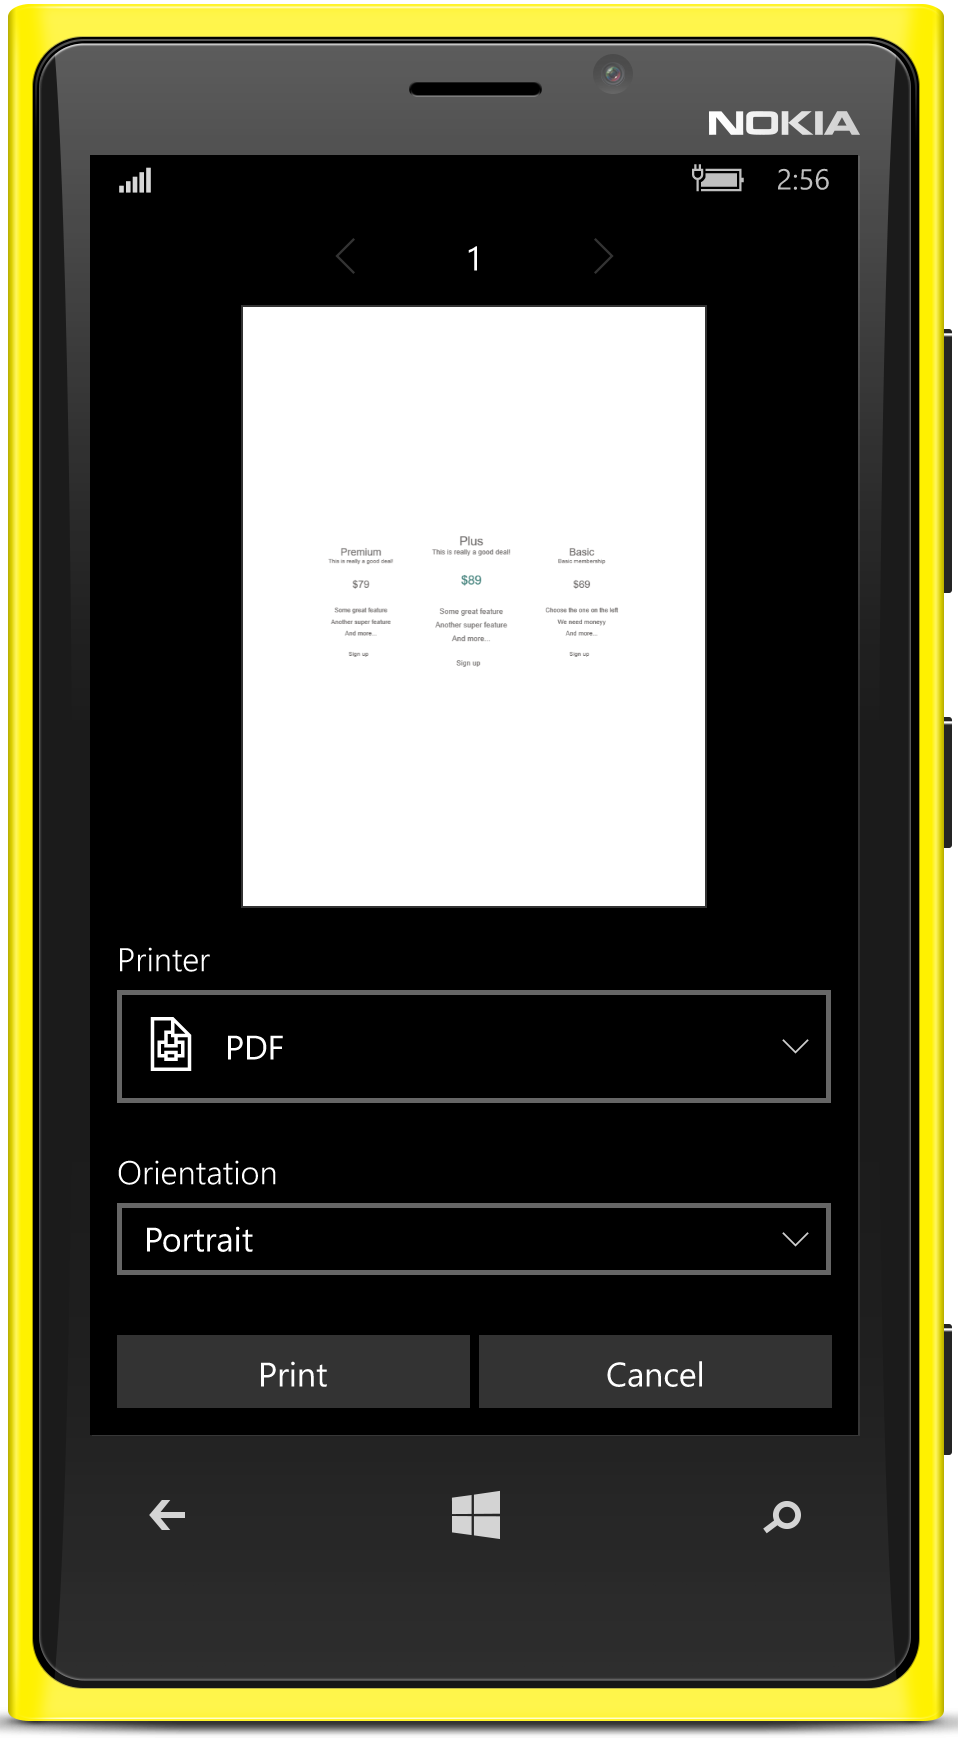 NOKIA
2:56
1
Premium
This is really a good deal!
$79
Some great feature
Another super feature
And more...
Sign up
Plus
This is really a good deal!
$89
Some great feature
Another super feature
And more...
Sign up
Basic
Basic membership
$69
Choose the one on the left
We need moneyy
And more...
Sign up
Printer
PDF
Orientation
Portrait
Print
Cancel